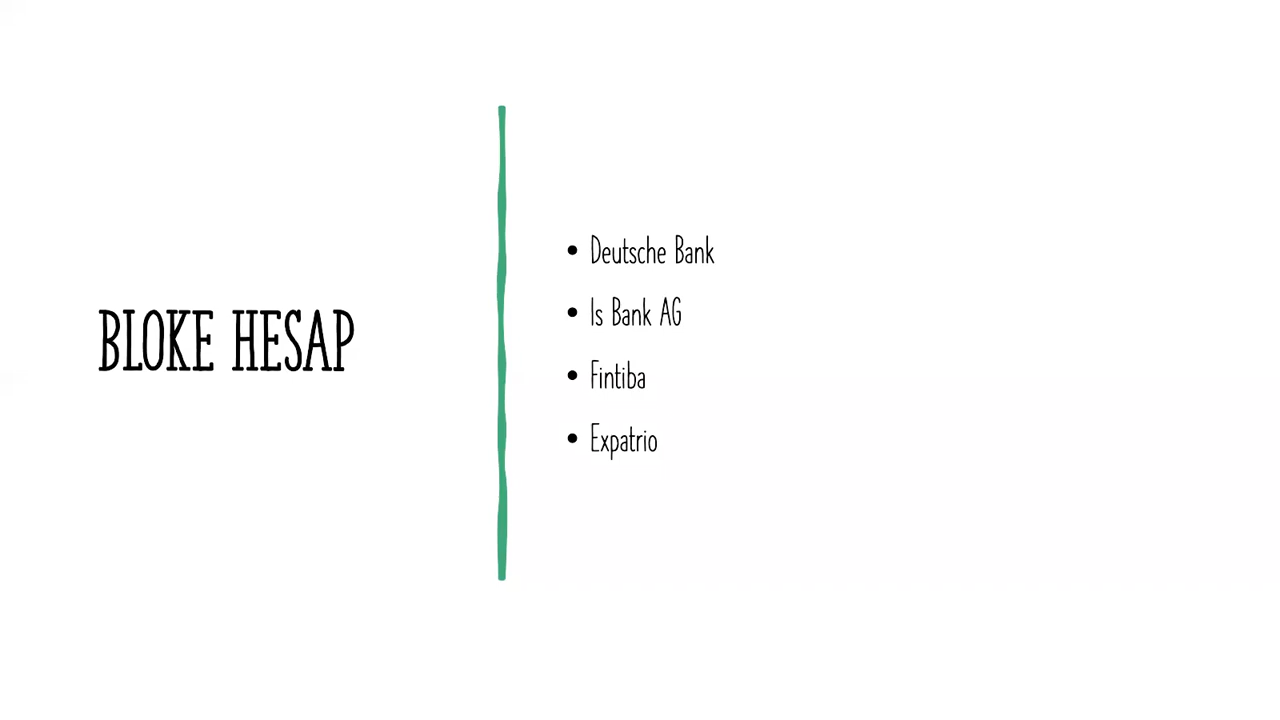 BLOKE HESAP
• Deutsche Bank
• Is Bank AG
• Fintiba
• Expatrio